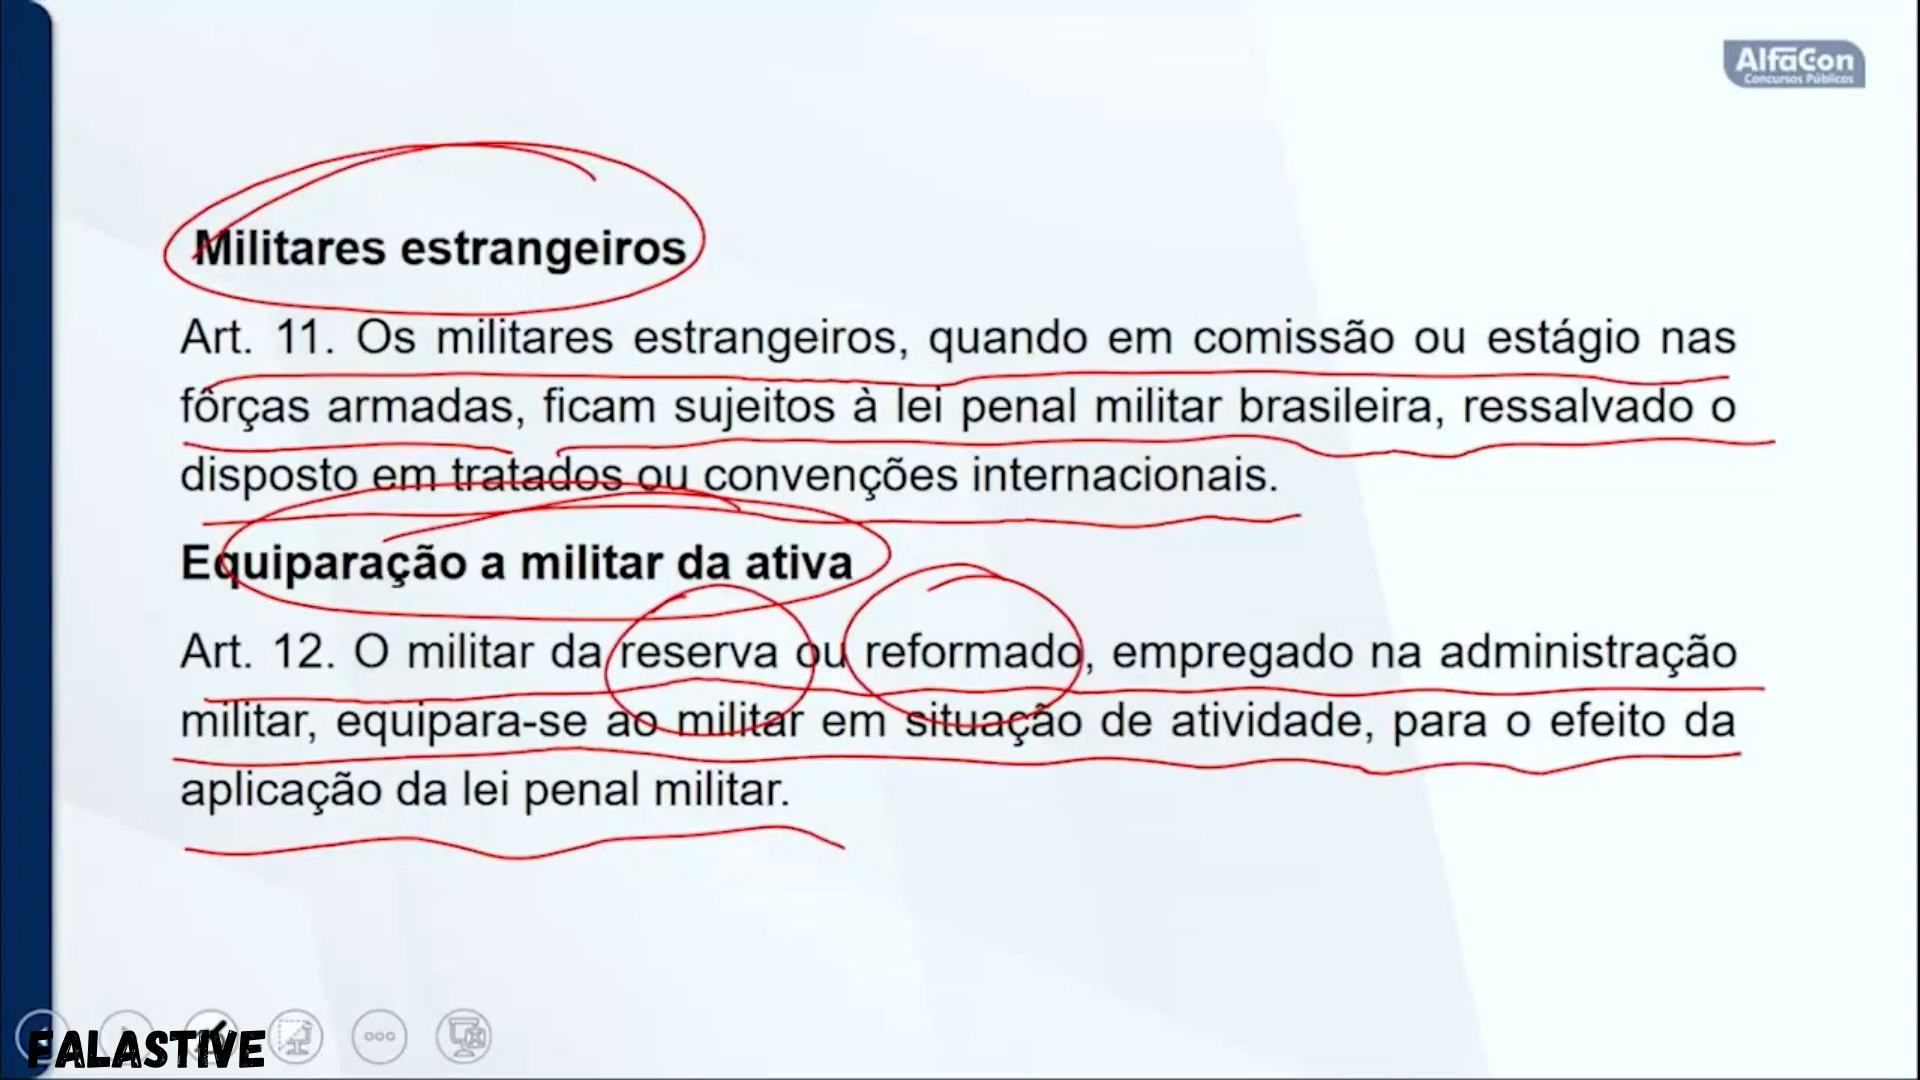 AlfaCon
Concursos Públicos
Militares estrangeiros
Art. 11. Os militares estrangeiros, quando em comissão ou estágio nas
fôrças armadas, ficam sujeitos à lei penal militar brasileira, ressalvado o
disposto em tratados ou convenções internacionais.
Equiparação a militar da ativa
Art. 12. O militar da reserva ou reformado, empregado na administração
militar, equipara-se ao militar em situação de atividade, para o efeito da
aplicação da lei penal militar.
FALASTIVE